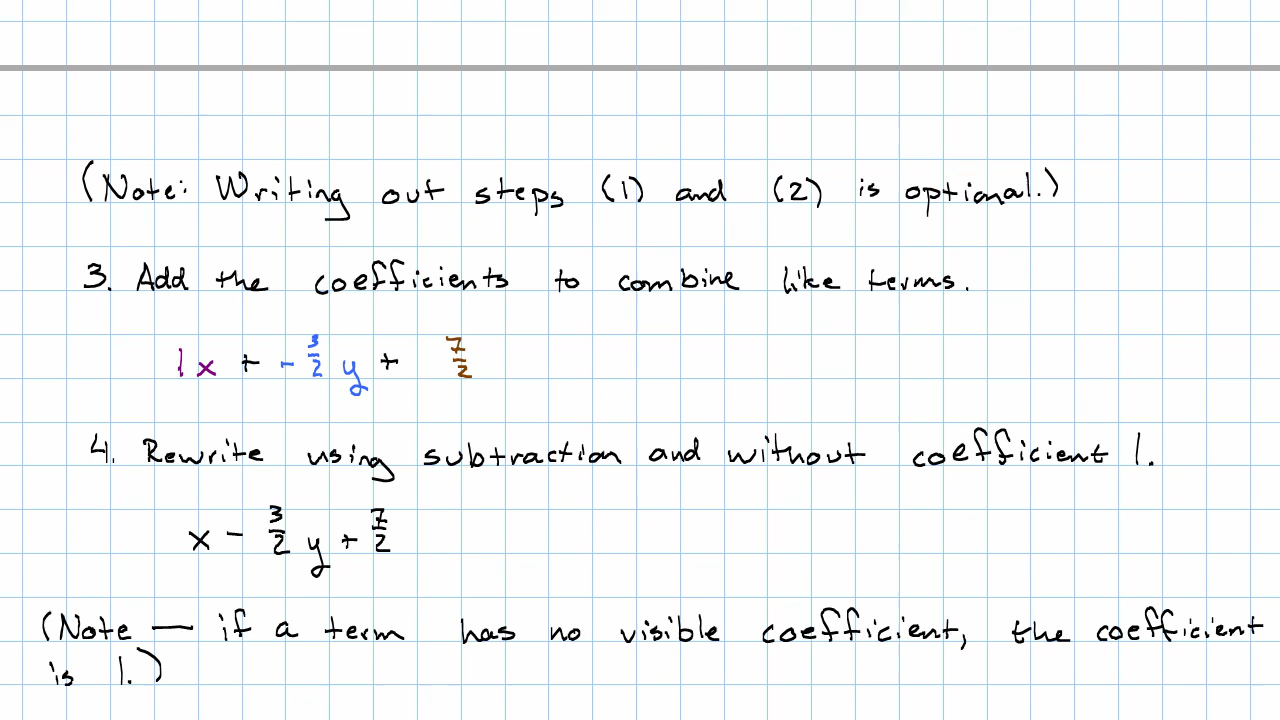 (Note: Writing out steps (1) and (2) is optional.)
3. Add the coefficients to combine like terms.
1x + -3/2 y + 7/2
4. Rewrite using subtraction and without coefficient 1.
x - 3/2 y + 7/2
(Note — if a term has no visible coefficient, the coefficient
is 1.)